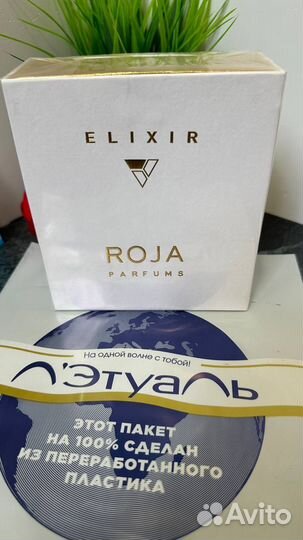 ELIXIR
ROJA
PARFUMS
На одной волне с тобой!
Л'Этуаль
ЭТОТ ПАКЕТ
НА 100% СДЕЛАН
ИЗ ПЕРЕРАБОТАННОГО
ПЛАСТИКА
Avito